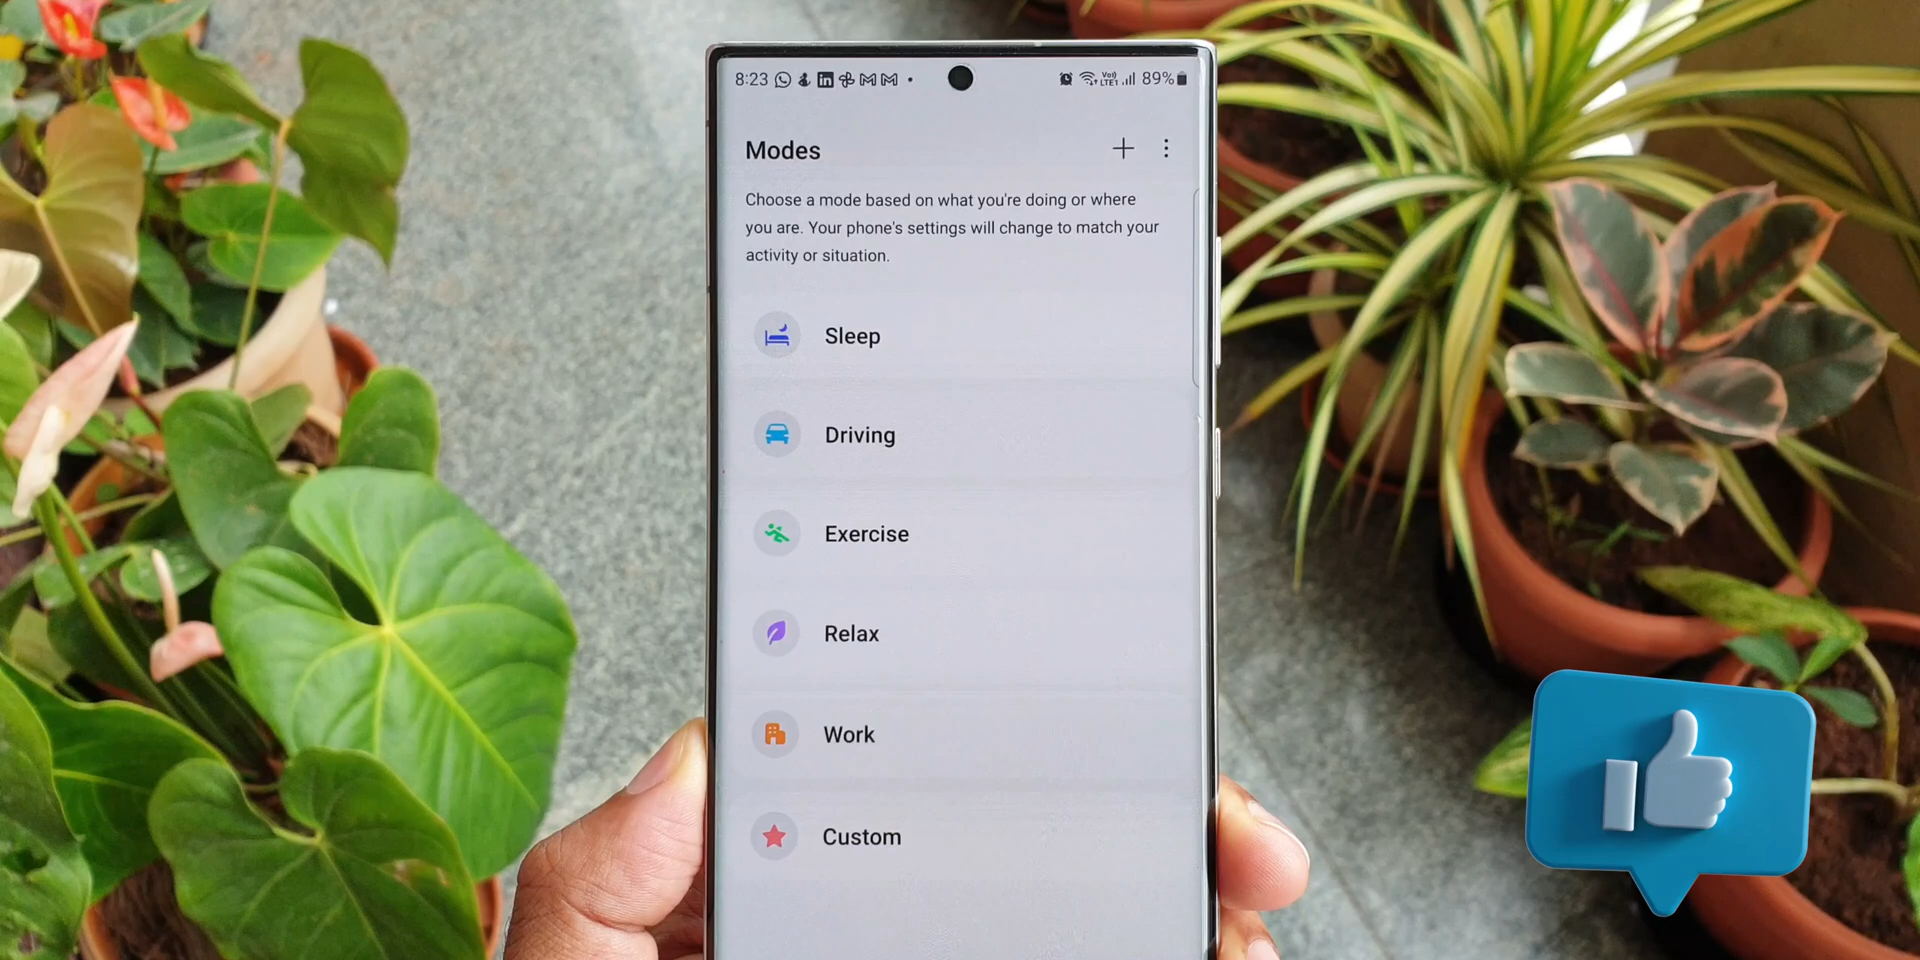 8:23 89%
Modes
Choose a mode based on what you're doing or where
you are. Your phone's settings will change to match your
activity or situation.
Sleep
Driving
Exercise
Relax
Work
Custom